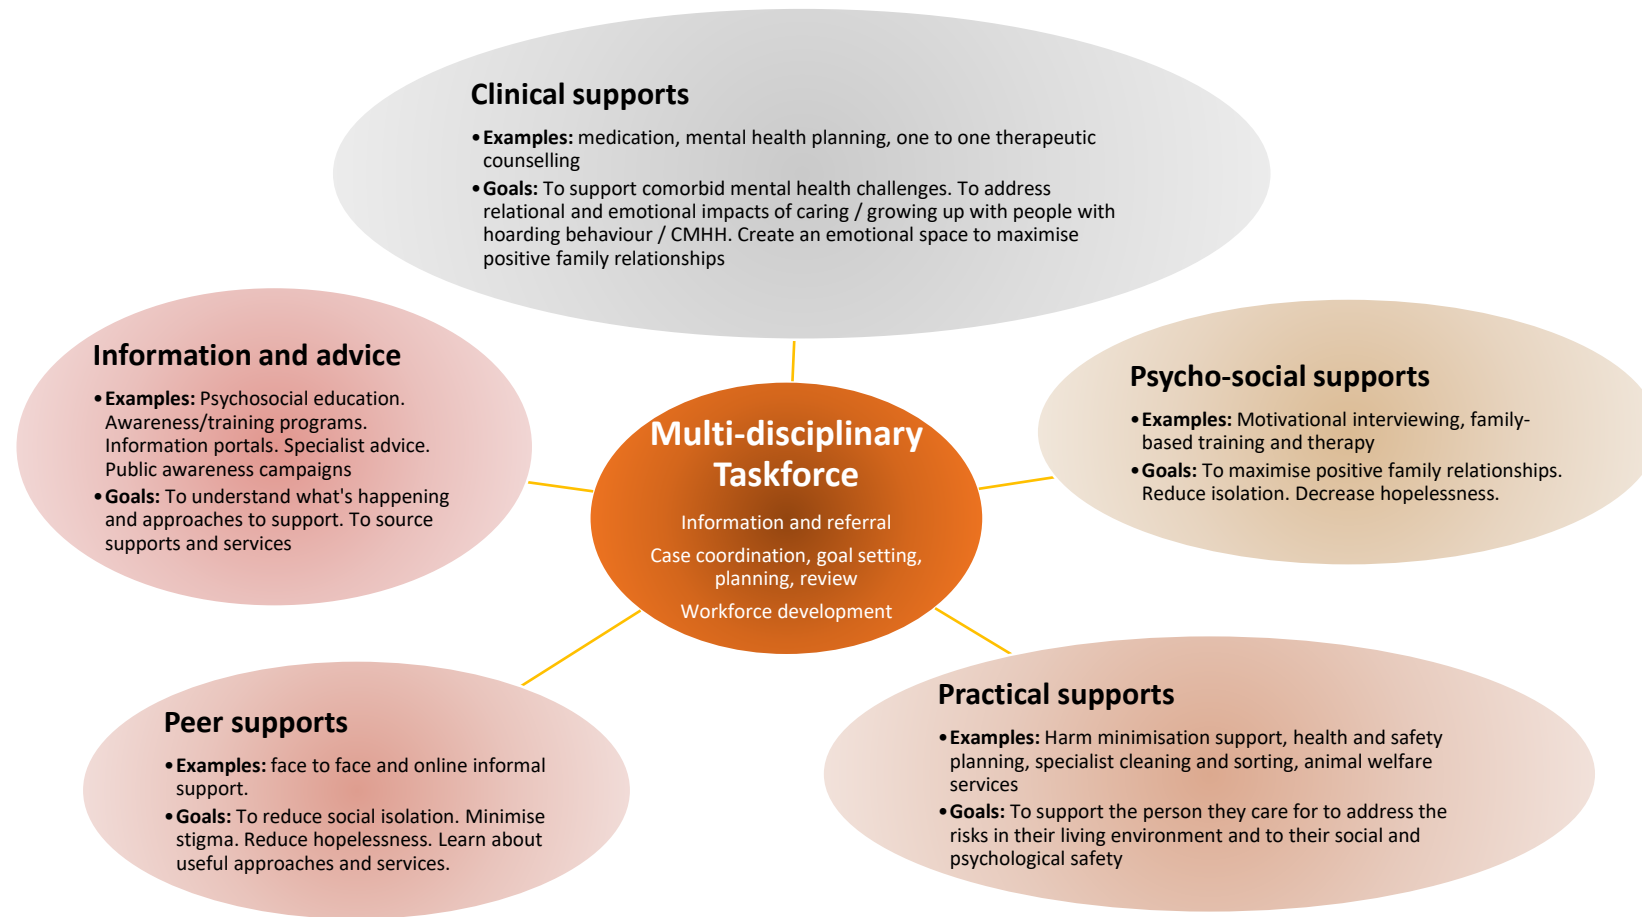 Clinical supports
•Examples: medication, mental health planning, one to one therapeutic
counselling
•Goals: To support comorbid mental health challenges. To address
relational and emotional impacts of caring / growing up with people with
hoarding behaviour / CMHH. Create an emotional space to maximise
positive family relationships
Information and advice
•Examples: Psychosocial education.
Awareness/training programs.
Information portals. Specialist advice.
Public awareness campaigns
•Goals: To understand what's happening
and approaches to support. To source
supports and services
Multi-disciplinary
Taskforce
Information and referral
Case coordination, goal setting,
planning, review
Workforce development
Psycho-social supports
•Examples: Motivational interviewing, family-
based training and therapy
•Goals: To maximise positive family relationships.
Reduce isolation. Decrease hopelessness.
Peer supports
•Examples: face to face and online informal
support.
•Goals: To reduce social isolation. Minimise
stigma. Reduce hopelessness. Learn about
useful approaches and services.
Practical supports
•Examples: Harm minimisation support, health and safety
planning, specialist cleaning and sorting, animal welfare
services
•Goals: To support the person they care for to address the
risks in their living environment and to their social and
psychological safety